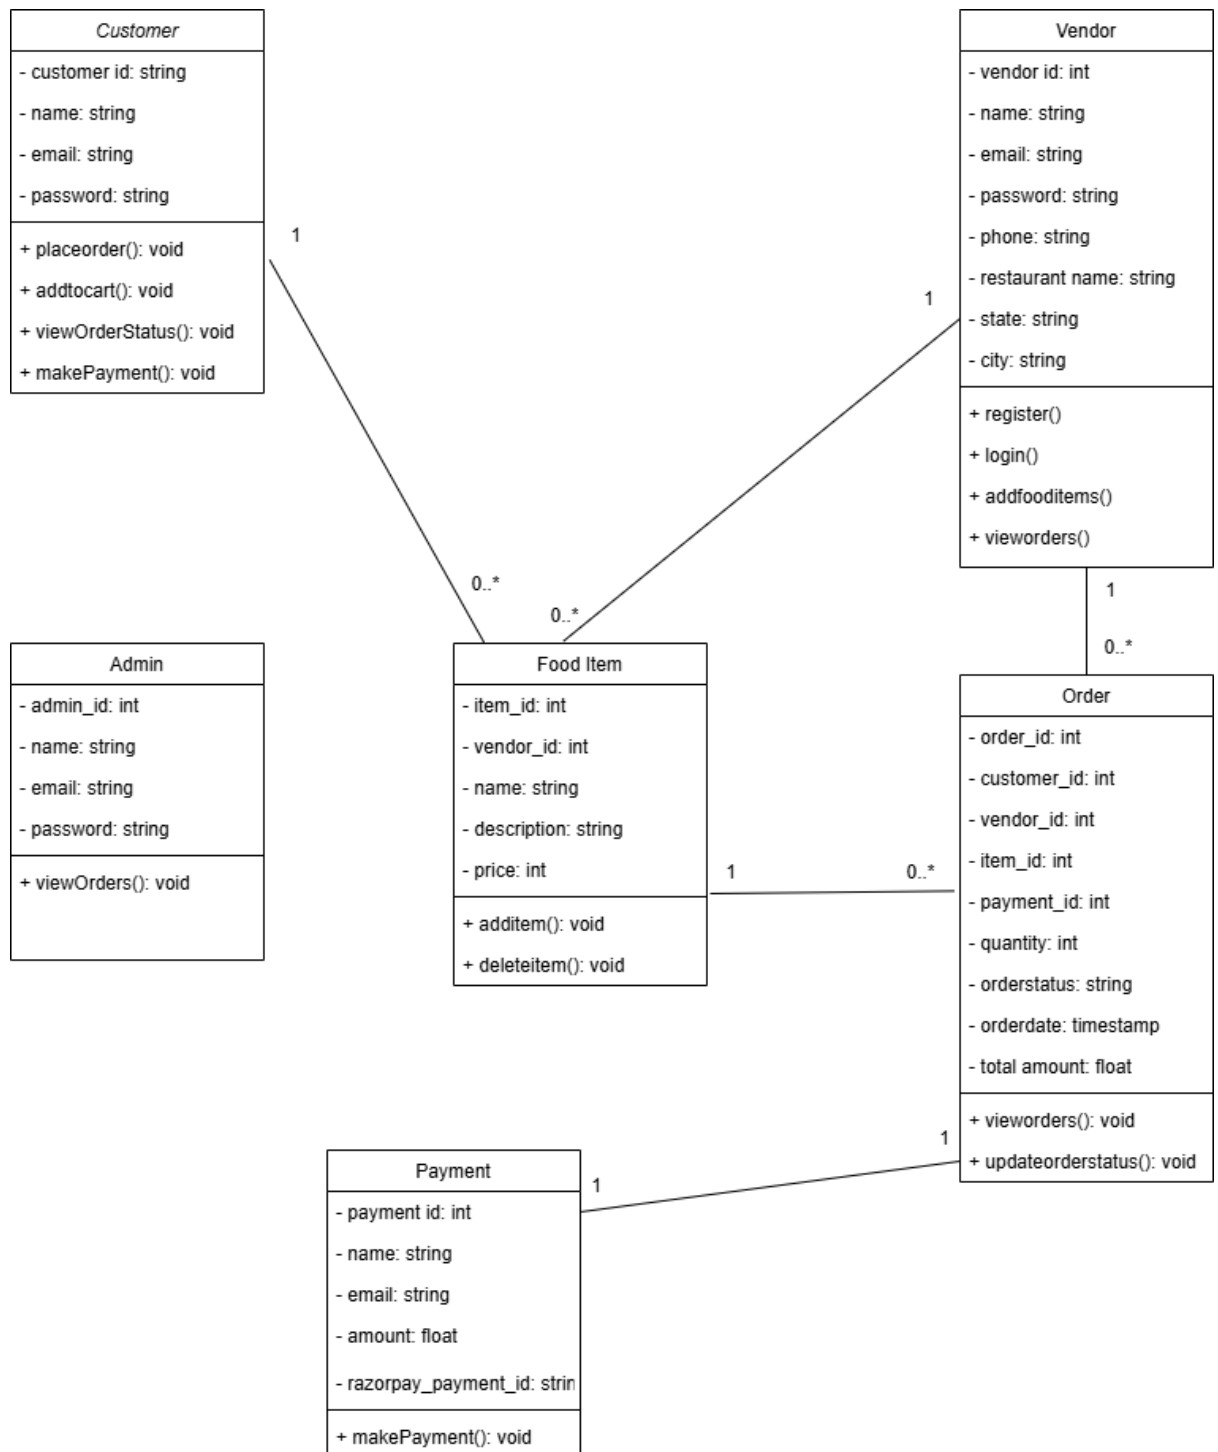 Customer
- customer id: string
- name: string
- email: string
- password: string
+ placeorder(): void
+ addtocart(): void
+ viewOrderStatus(): void
+ makePayment(): void
1
0..*
Vendor
- vendor id: int
- name: string
- email: string
- password: string
- phone: string
- restaurant name: string
- state: string
- city: string
+ register()
+ login()
+ addfooditems()
+ vieworders()
1
0..*
1
0..*
Admin
- admin_id: int
- name: string
- email: string
- password: string
+ viewOrders(): void
Food Item
- item_id: int
- vendor_id: int
- name: string
- description: string
- price: int
+ additem(): void
+ deleteitem(): void
1
0..*
Order
- order_id: int
- customer_id: int
- vendor_id: int
- item_id: int
- payment_id: int
- quantity: int
- orderstatus: string
- orderdate: timestamp
- total amount: float
+ vieworders(): void
+ updateorderstatus(): void
1
1
Payment
- payment id: int
- name: string
- email: string
- amount: float
- razorpay_payment_id: strin
+ makePayment(): void